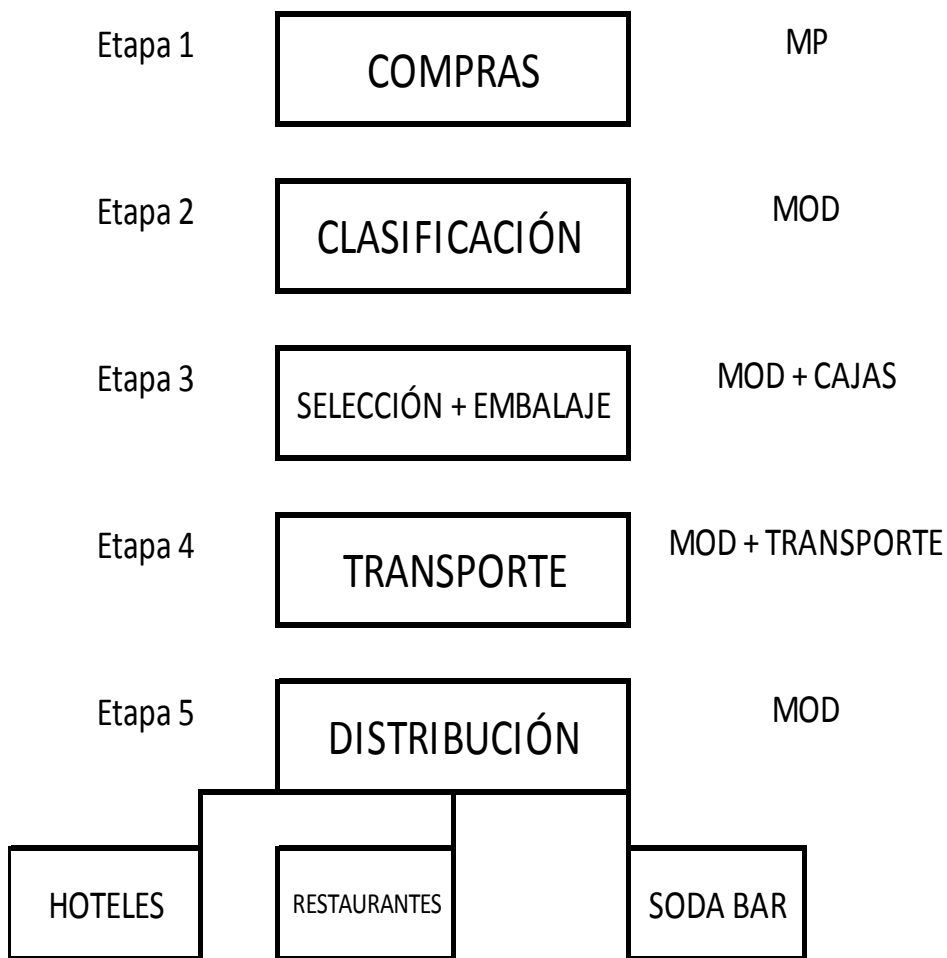 Etapa 1
COMPRAS
MP
Etapa 2
CLASIFICACIÓN
MOD
Etapa 3
SELECCIÓN + EMBALAJE
MOD + CAJAS
Etapa 4
TRANSPORTE
MOD + TRANSPORTE
Etapa 5
DISTRIBUCIÓN
MOD
HOTELES
RESTAURANTES
SODA BAR